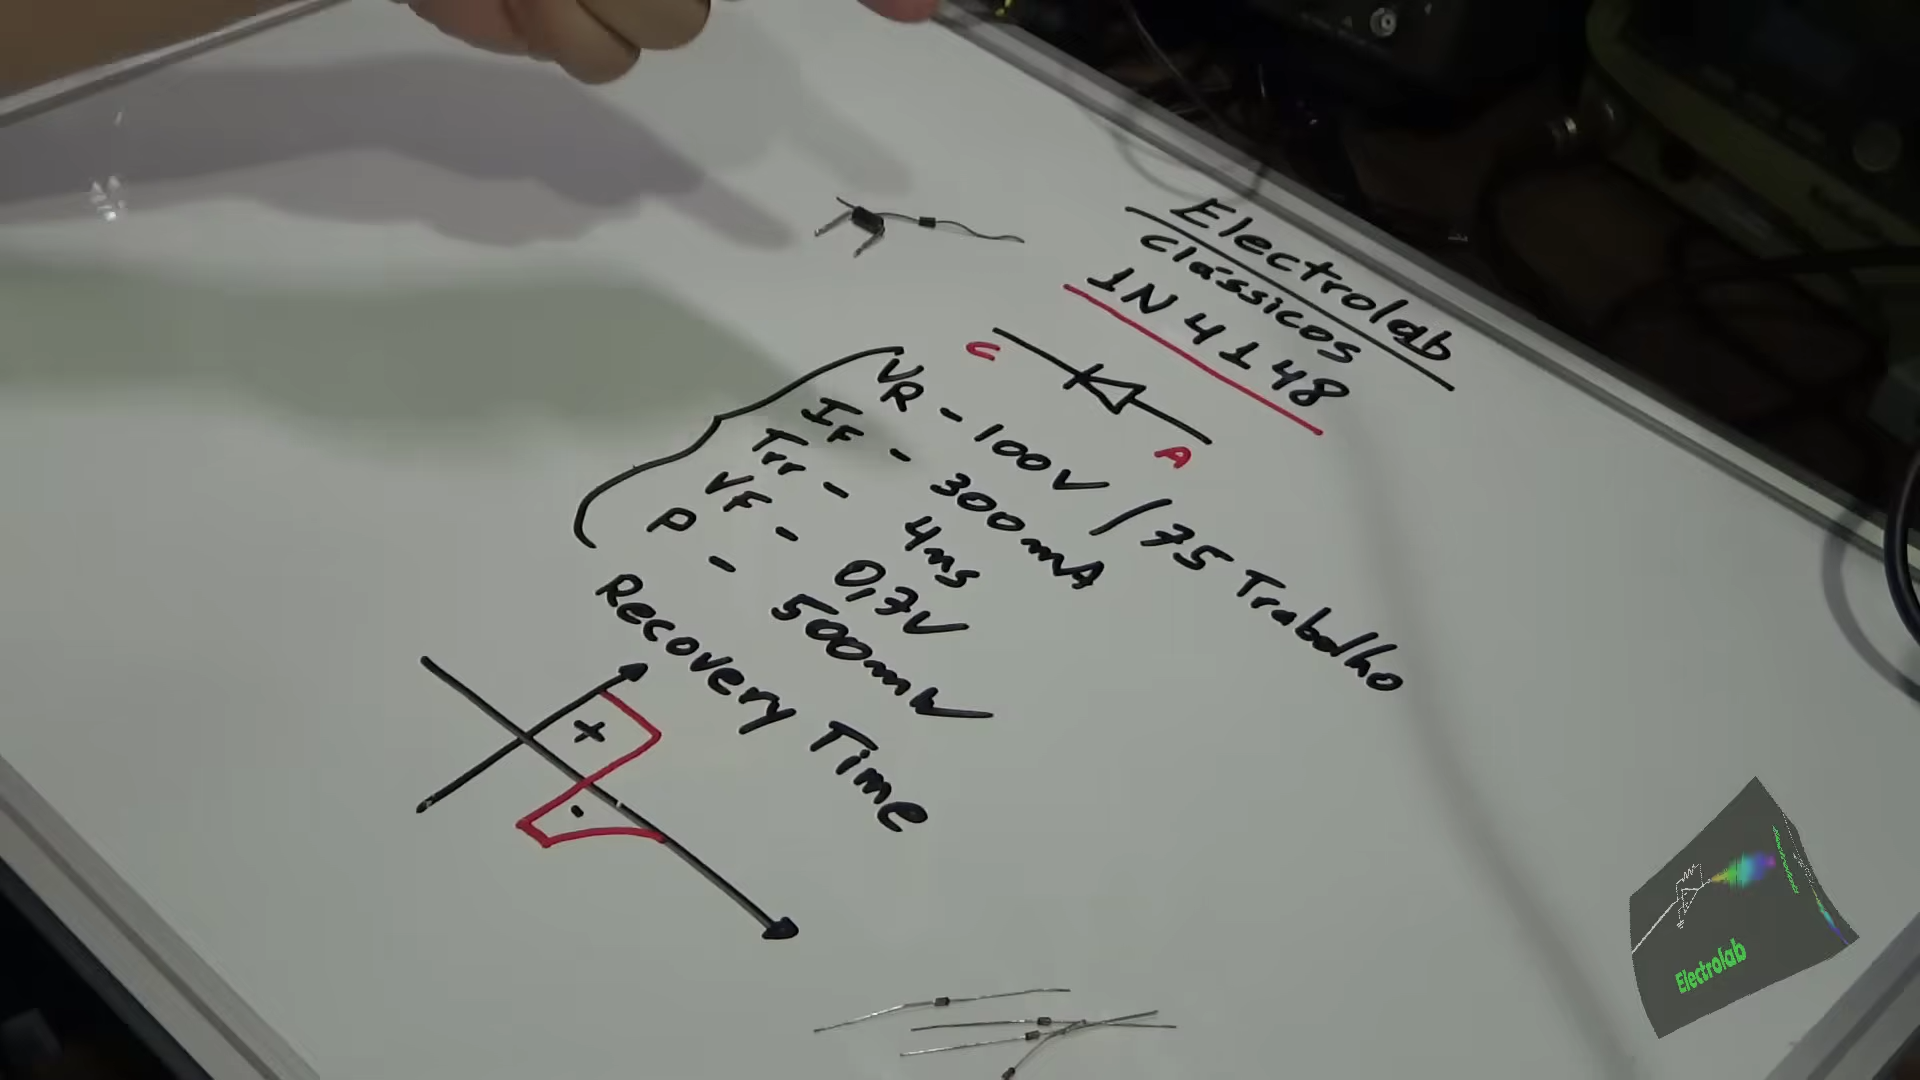 Electrolab
Clássicos
1N4148
C
A
VR - 100V / 75 Trabalho
IF - 300mA
Trr - 4ns
VF - 0,7V
P - 500mW
Recovery Time
+
-
Electrolab